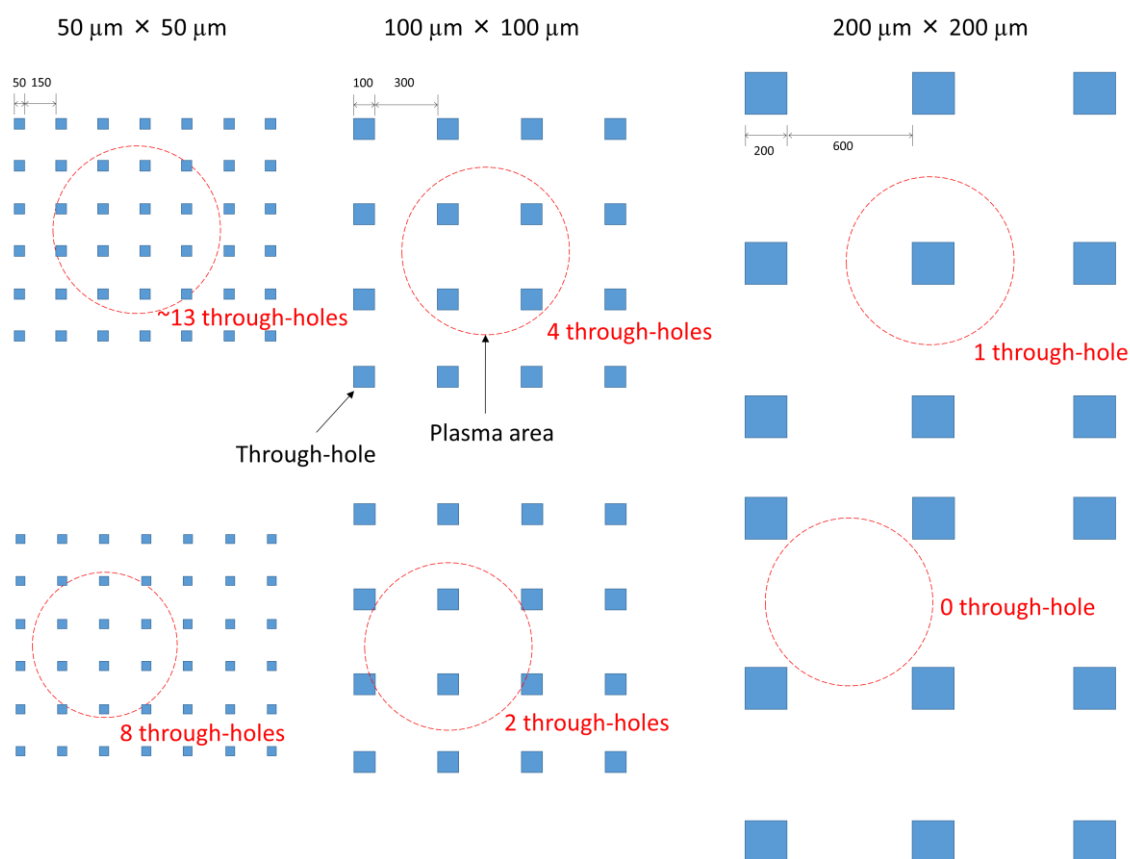 50 μm × 50 μm
100 μm × 100 μm
200 μm × 200 μm
50 150
100 300
200 600
~13 through-holes
4 through-holes
1 through-hole
Through-hole
Plasma area
8 through-holes
2 through-holes
0 through-hole